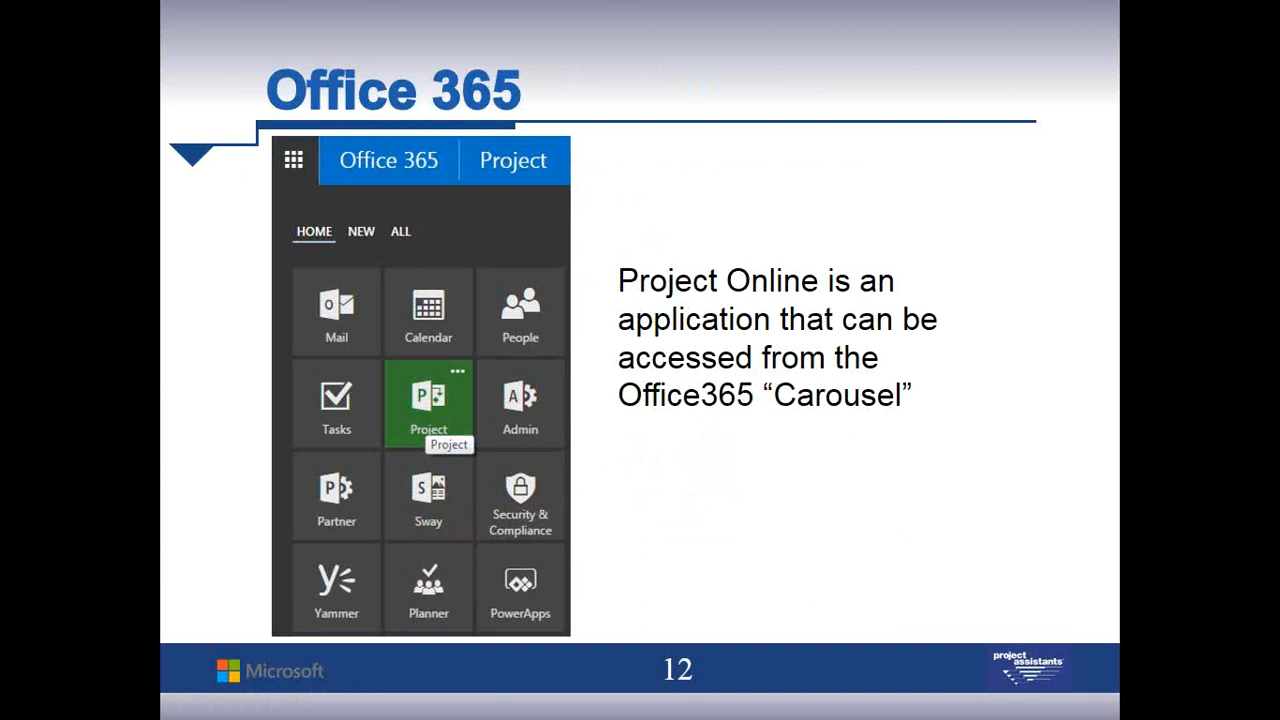 Office 365
Office 365 Project
HOME NEW ALL
Mail Calendar People
Tasks Project Admin
Project
Partner Sway Security &
Compliance
Yammer Planner PowerApps
Project Online is an
application that can be
accessed from the
Office365 “Carousel”
Microsoft
12
project
assistants